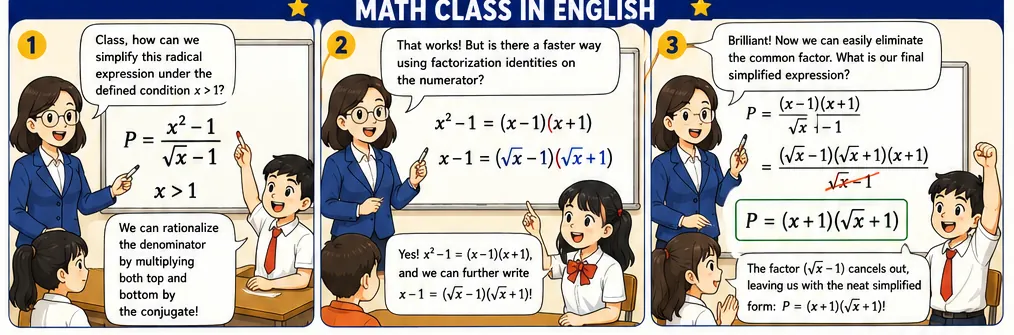 MATH CLASS IN ENGLISH
1
Class, how can we
simplify this radical
expression under the
defined condition x > 1?
P = (x² − 1)/(√x − 1)
x > 1
We can rationalize
the denominator
by multiplying
both top and
bottom by
the conjugate!
2
That works! But is there a faster way
using factorization identities on
the numerator?
x² − 1 = (x − 1)(x + 1)
x − 1 = (√x − 1)(√x + 1)
Yes! x² − 1 = (x − 1)(x + 1),
and we can further write
x − 1 = (√x − 1)(√x + 1)!
3
Brilliant! Now we can easily eliminate
the common factor. What is our final
simplified expression?
P = (x − 1)(x + 1)/(√x − 1)
= (√x − 1)(√x + 1)(x + 1)/(√x − 1)
P = (x + 1)(√x + 1)
The factor (√x − 1) cancels out,
leaving us with the neat simplified
form: P = (x + 1)(√x + 1)!